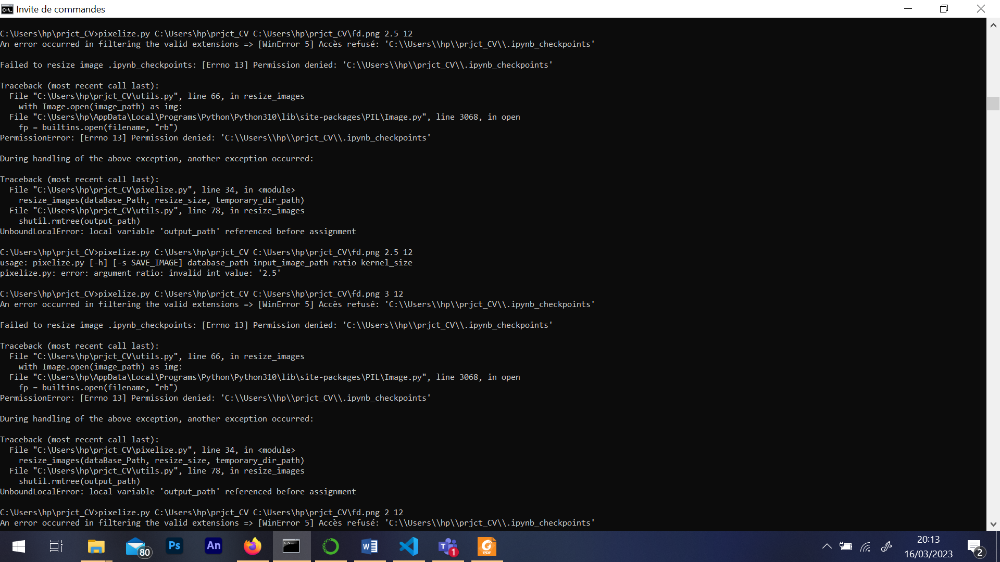 Invite de commandes
C:\Users\hp\prjct_CV>pixelize.py C:\Users\hp\prjct_CV C:\Users\hp\prjct_CV\fd.png 2.5 12
An error occurred in filtering the valid extensions => [WinError 5] Accès refusé: 'C:\\Users\\hp\\prjct_CV\\.ipynb_checkpoints'
Failed to resize image .ipynb_checkpoints: [Errno 13] Permission denied: 'C:\\Users\\hp\\prjct_CV\\.ipynb_checkpoints'
Traceback (most recent call last):
  File "C:\Users\hp\prjct_CV\utils.py", line 66, in resize_images
    with Image.open(image_path) as img:
  File "C:\Users\hp\AppData\Local\Programs\Python\Python310\lib\site-packages\PIL\Image.py", line 3068, in open
    fp = builtins.open(filename, "rb")
PermissionError: [Errno 13] Permission denied: 'C:\\Users\\hp\\prjct_CV\\.ipynb_checkpoints'
During handling of the above exception, another exception occurred:
Traceback (most recent call last):
  File "C:\Users\hp\prjct_CV\pixelize.py", line 34, in <module>
    resize_images(dataBase_Path, resize_size, temporary_dir_path)
  File "C:\Users\hp\prjct_CV\utils.py", line 78, in resize_images
    shutil.rmtree(output_path)
UnboundLocalError: local variable 'output_path' referenced before assignment
C:\Users\hp\prjct_CV>pixelize.py C:\Users\hp\prjct_CV C:\Users\hp\prjct_CV\fd.png 2.5 12
usage: pixelize.py [-h] [-s SAVE_IMAGE] database_path input_image_path ratio kernel_size
pixelize.py: error: argument ratio: invalid int value: '2.5'
C:\Users\hp\prjct_CV>pixelize.py C:\Users\hp\prjct_CV C:\Users\hp\prjct_CV\fd.png 3 12
An error occurred in filtering the valid extensions => [WinError 5] Accès refusé: 'C:\\Users\\hp\\prjct_CV\\.ipynb_checkpoints'
Failed to resize image .ipynb_checkpoints: [Errno 13] Permission denied: 'C:\\Users\\hp\\prjct_CV\\.ipynb_checkpoints'
Traceback (most recent call last):
  File "C:\Users\hp\prjct_CV\utils.py", line 66, in resize_images
    with Image.open(image_path) as img:
  File "C:\Users\hp\AppData\Local\Programs\Python\Python310\lib\site-packages\PIL\Image.py", line 3068, in open
    fp = builtins.open(filename, "rb")
PermissionError: [Errno 13] Permission denied: 'C:\\Users\\hp\\prjct_CV\\.ipynb_checkpoints'
During handling of the above exception, another exception occurred:
Traceback (most recent call last):
  File "C:\Users\hp\prjct_CV\pixelize.py", line 34, in <module>
    resize_images(dataBase_Path, resize_size, temporary_dir_path)
  File "C:\Users\hp\prjct_CV\utils.py", line 78, in resize_images
    shutil.rmtree(output_path)
UnboundLocalError: local variable 'output_path' referenced before assignment
C:\Users\hp\prjct_CV>pixelize.py C:\Users\hp\prjct_CV C:\Users\hp\prjct_CV\fd.png 2 12
An error occurred in filtering the valid extensions => [WinError 5] Accès refusé: 'C:\\Users\\hp\\prjct_CV\\.ipynb_checkpoints'
80
Ps
An
W
T
1
PDF
20:13
16/03/2023
2